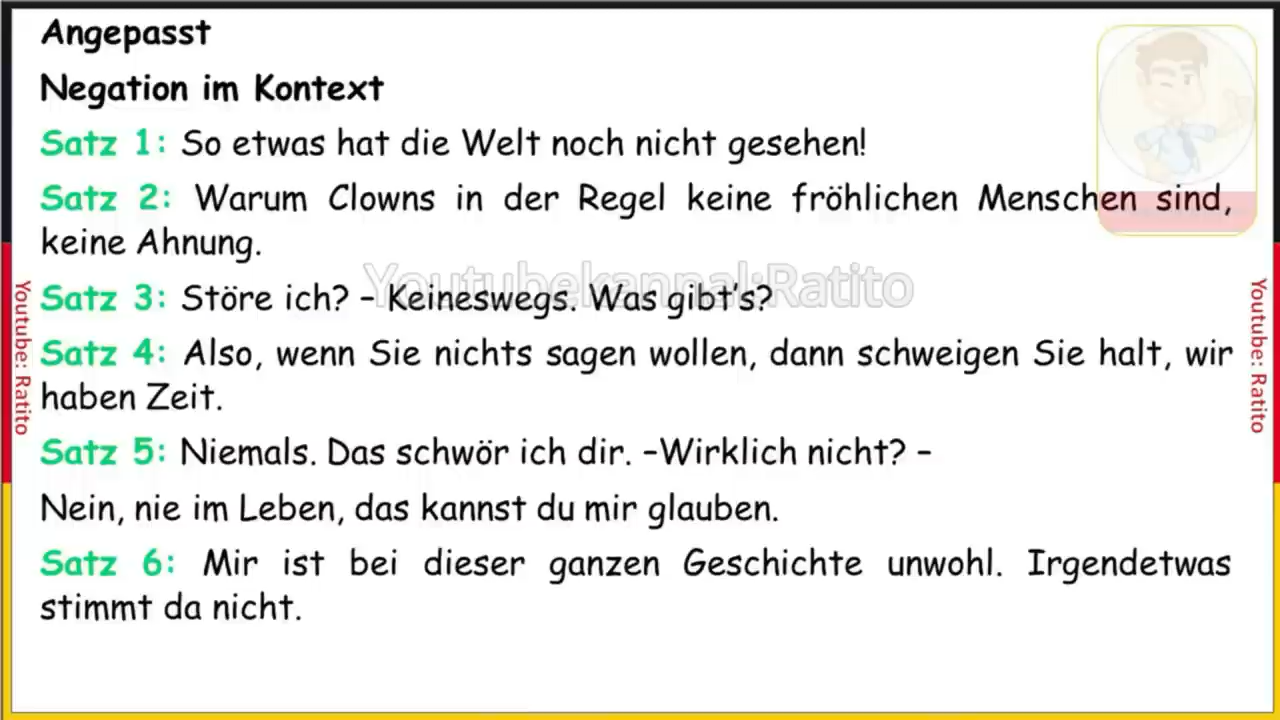 Angepasst
Negation im Kontext
Satz 1: So etwas hat die Welt noch nicht gesehen!
Satz 2: Warum Clowns in der Regel keine fröhlichen Menschen sind,
keine Ahnung.
Youtubekannal:Ratito
Satz 3: Störe ich? – Keineswegs. Was gibt's?
Satz 4: Also, wenn Sie nichts sagen wollen, dann schweigen Sie halt, wir
haben Zeit.
Satz 5: Niemals. Das schwör ich dir. –Wirklich nicht? –
Nein, nie im Leben, das kannst du mir glauben.
Satz 6: Mir ist bei dieser ganzen Geschichte unwohl. Irgendetwas
stimmt da nicht.
Youtube: Ratito
Youtube: Ratito